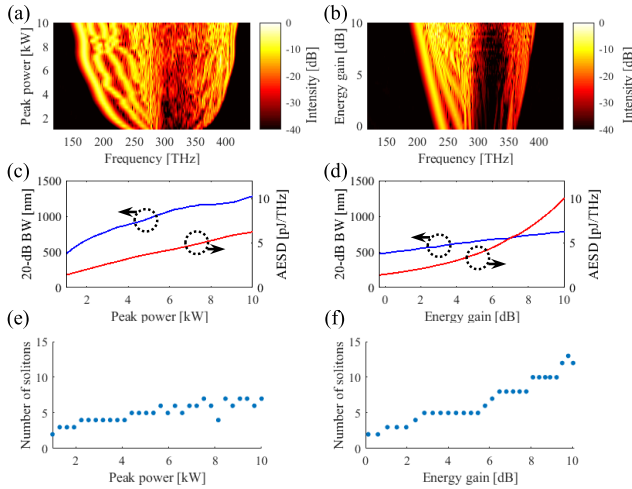 (a)
Peak power [kW]
10
8
6
4
2
150 200 250 300 350 400
Frequency [THz]
0
-10
-20
-30
-40
Intensity [dB]
(b)
Energy gain [dB]
10
5
0
150 200 250 300 350 400
Frequency [THz]
0
-10
-20
-30
-40
Intensity [dB]
(c)
20-dB BW [nm]
1500
1000
500
0
2 4 6 8 10
Peak power [kW]
10
5
0
AESD [pJ/THz]
(d)
20-dB BW [nm]
1500
1000
500
0
0 2 4 6 8 10
Energy gain [dB]
10
5
0
AESD [pJ/THz]
(e)
Number of solitons
15
10
5
0
2 4 6 8 10
Peak power [kW]
(f)
Number of solitons
15
10
5
0
0 2 4 6 8 10
Energy gain [dB]